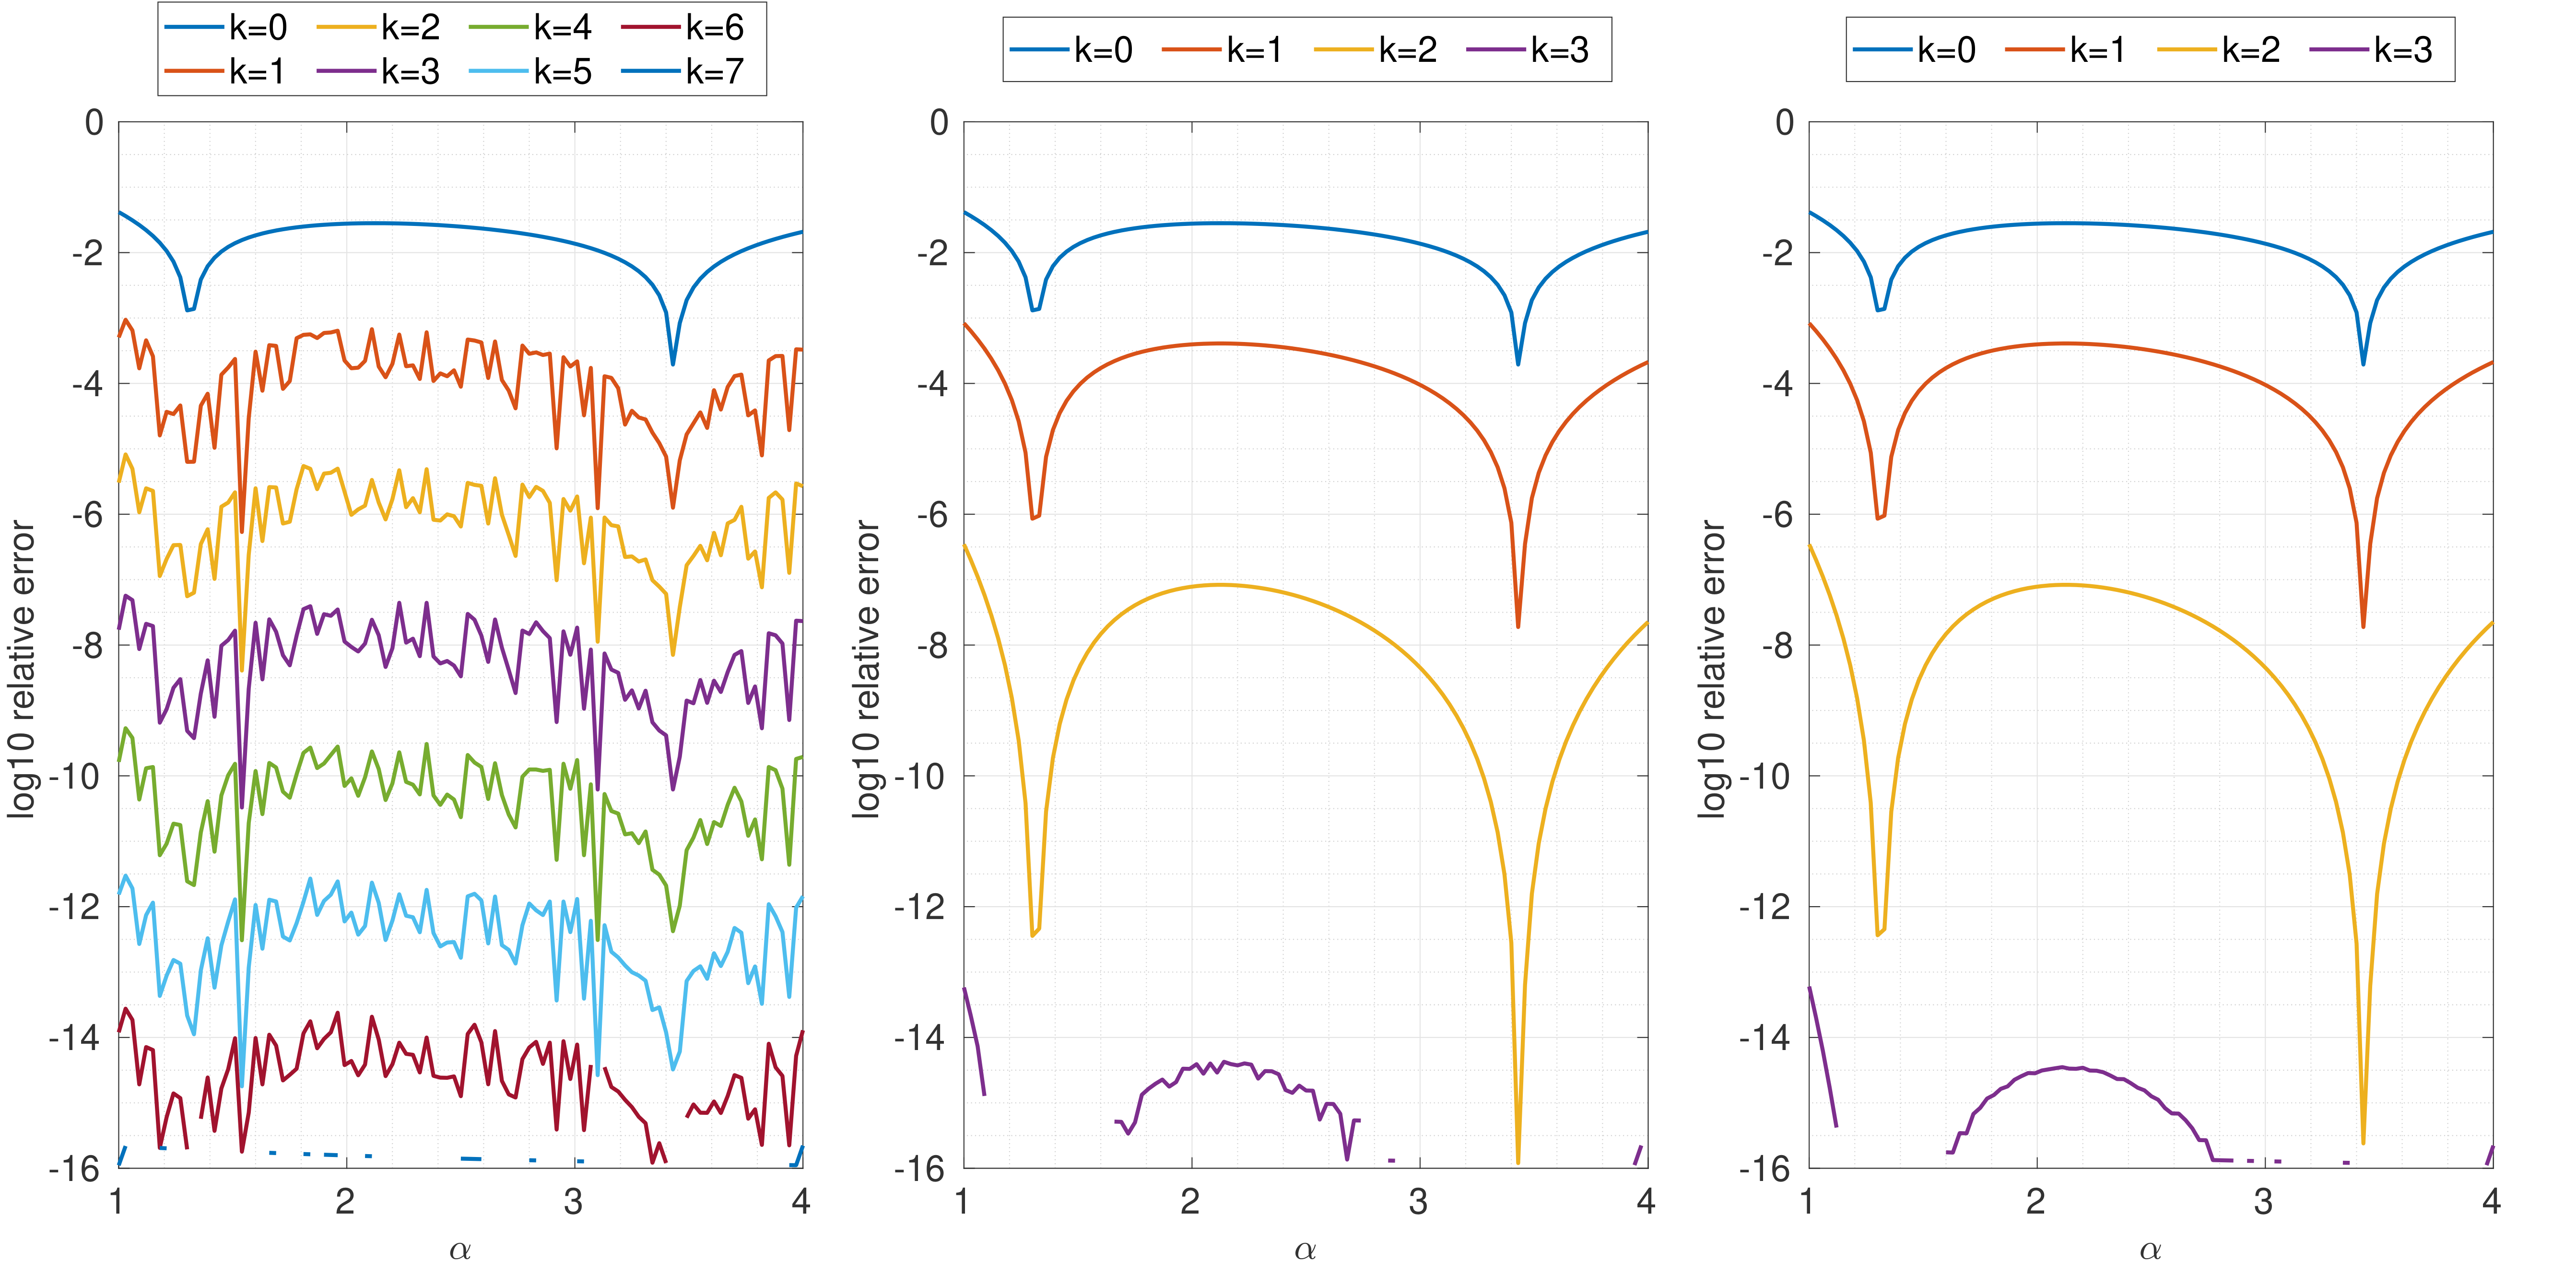 k=0 k=2 k=4 k=6
k=1 k=3 k=5 k=7
0
-2
-4
-6
-8
-10
-12
-14
-16
1 2 3 4
log10 relative error
α
k=0 k=1 k=2 k=3
0
-2
-4
-6
-8
-10
-12
-14
-16
1 2 3 4
log10 relative error
α
k=0 k=1 k=2 k=3
0
-2
-4
-6
-8
-10
-12
-14
-16
1 2 3 4
log10 relative error
α